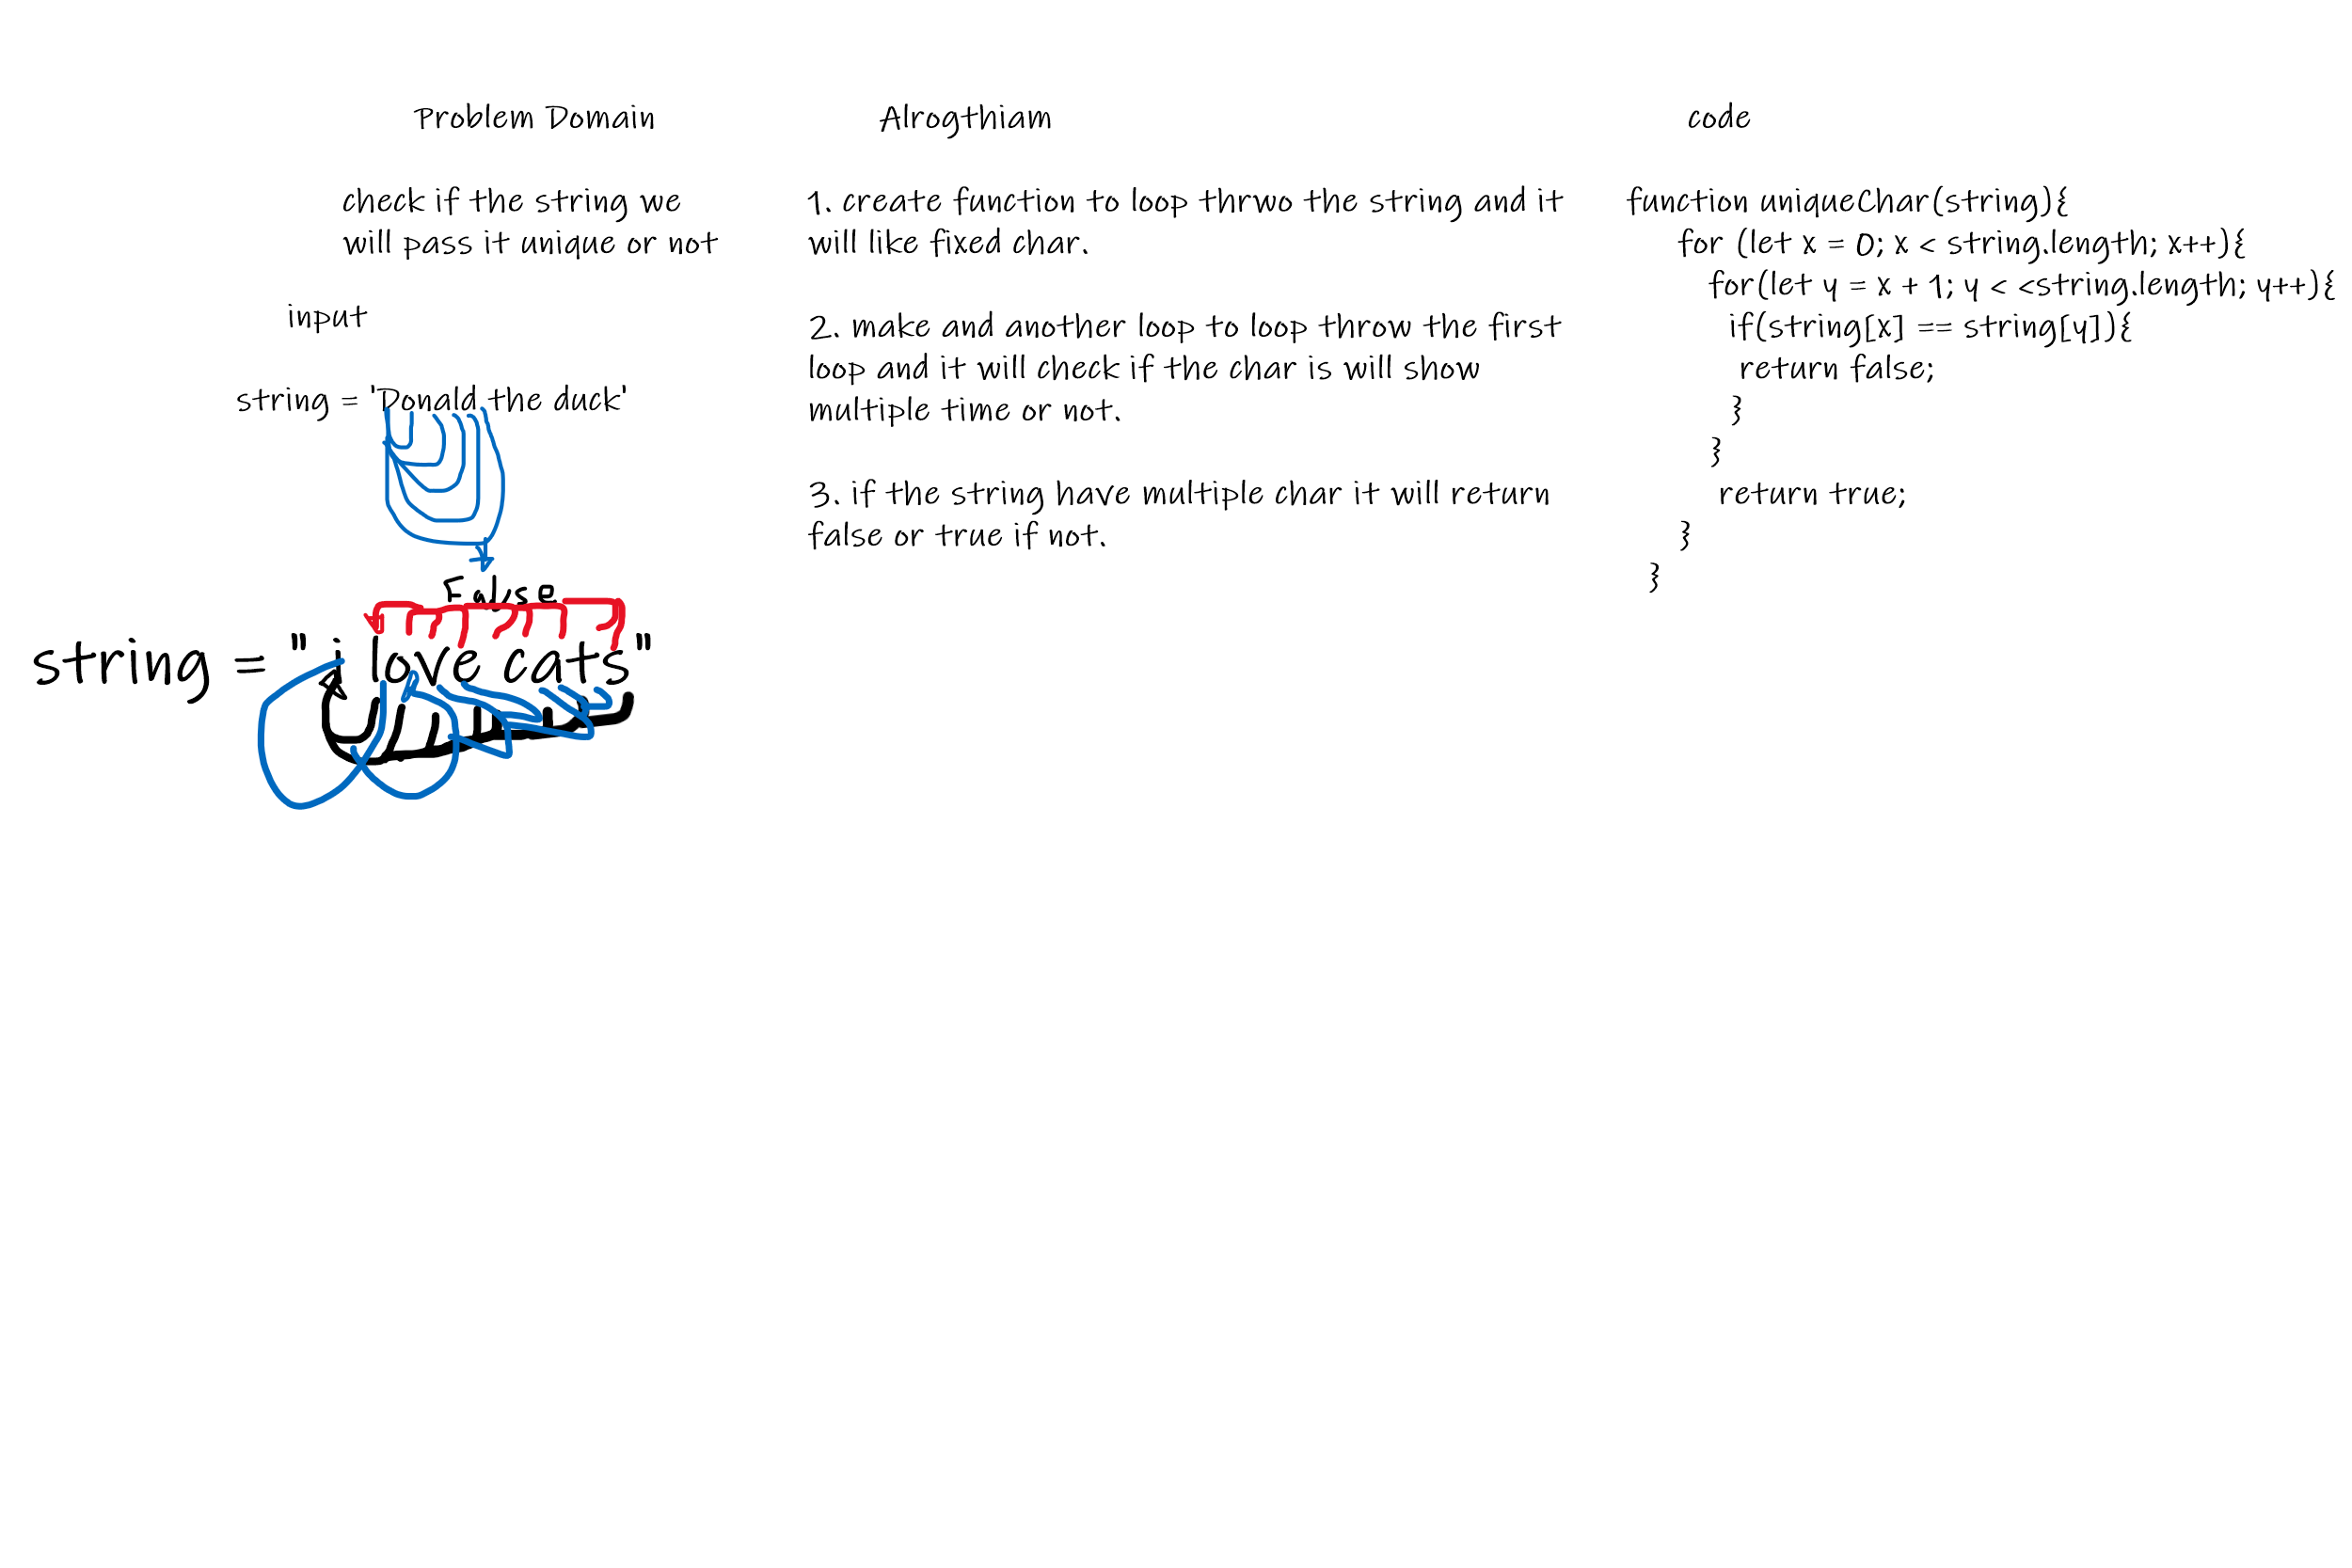 Problem Domain
check if the string we
will pass it unique or not
input
string = 'Donald the duck'
False
string = " i love cats"
Alrogthiam
1. create function to loop thrwo the string and it
will like fixed char.
2. make and another loop to loop throw the first
loop and it will check if the char is will show
multiple time or not.
3. if the string have multiple char it will return
false or true if not.
code
function uniqueChar(string){
for (let x = 0; x < string.length; x++){
for(let y = x + 1; y < <string.length; y++){
if(string[x] == string[y]){
return false;
}
}
return true;
}
}